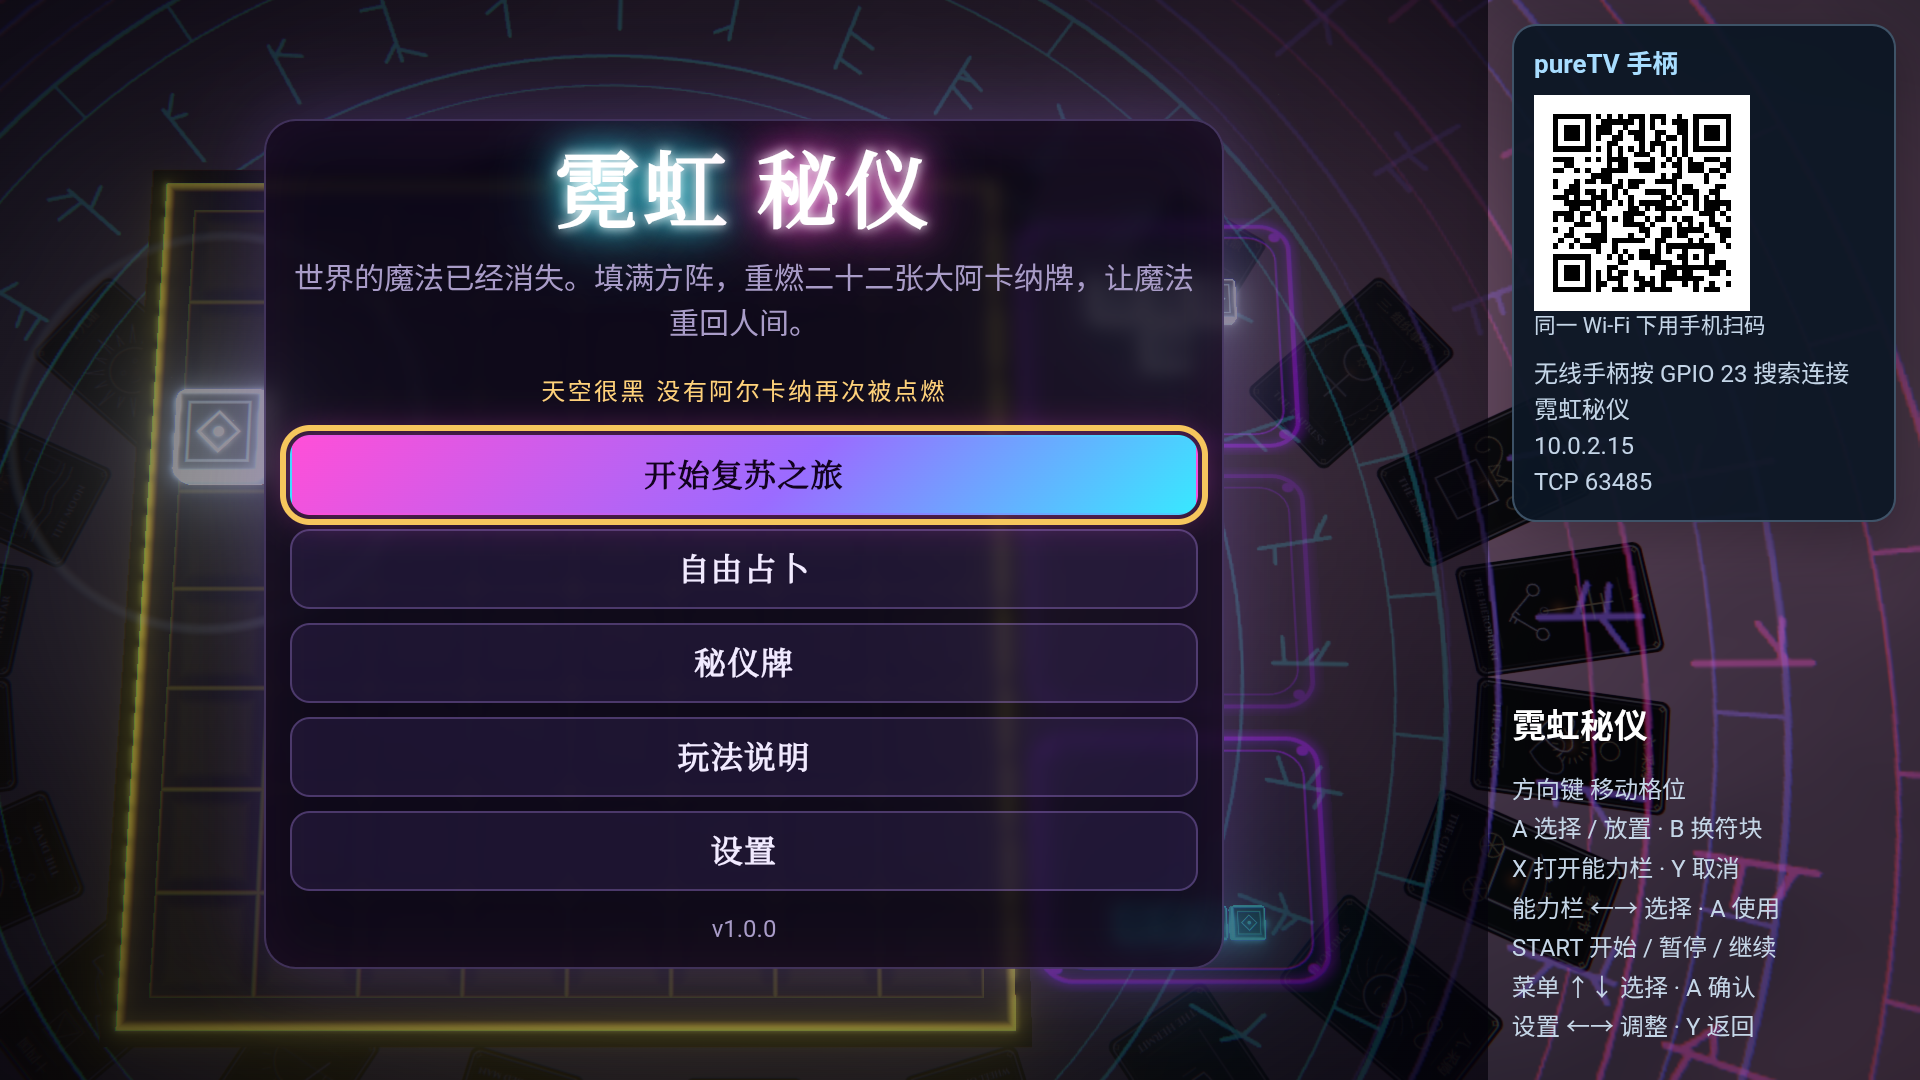 霓虹 秘仪
世界的魔法已经消失。填满方阵，重燃二十二张大阿卡纳牌，让魔法
重回人间。
天空很黑 没有阿尔卡纳再次被点燃
开始复苏之旅
自由占卜
秘仪牌
玩法说明
设置
v1.0.0
pureTV 手柄
同一 Wi-Fi 下用手机扫码
无线手柄按 GPIO 23 搜索连接
霓虹秘仪
10.0.2.15
TCP 63485
霓虹秘仪
方向键 移动格位
A 选择 / 放置 · B 换符块
X 打开能力栏 · Y 取消
能力栏 ←→ 选择 · A 使用
START 开始 / 暂停 / 继续
菜单 ↑ ↓ 选择 · A 确认
设置 ←→ 调整 · Y 返回